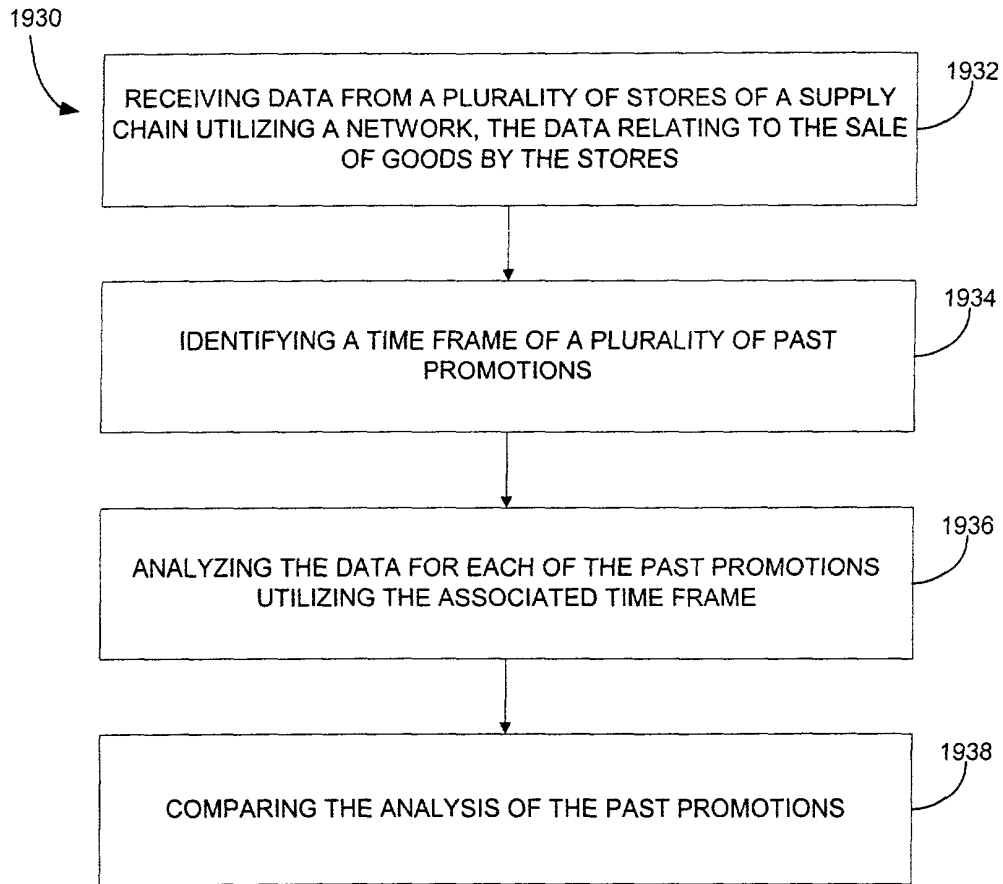 1930
1932
RECEIVING DATA FROM A PLURALITY OF STORES OF A SUPPLY
CHAIN UTILIZING A NETWORK, THE DATA RELATING TO THE SALE
OF GOODS BY THE STORES
1934
IDENTIFYING A TIME FRAME OF A PLURALITY OF PAST
PROMOTIONS
1936
ANALYZING THE DATA FOR EACH OF THE PAST PROMOTIONS
UTILIZING THE ASSOCIATED TIME FRAME
1938
COMPARING THE ANALYSIS OF THE PAST PROMOTIONS